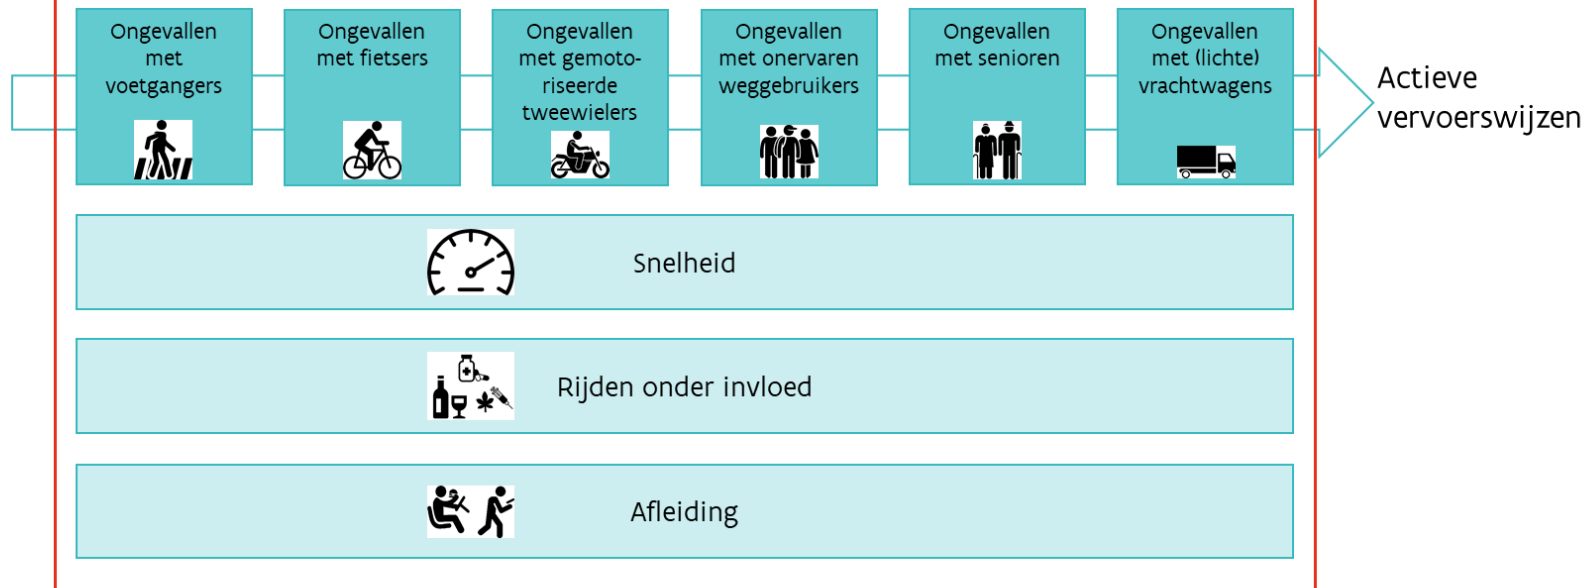 Ongevallen
met
voetgangers
Ongevallen
met fietsers
Ongevallen
met gemoto-
riseerde
tweewielers
Ongevallen
met onervaren
weggebruikers
Ongevallen
met senioren
Ongevallen
met (lichte)
vrachtwagens
Actieve
vervoerswijzen
Snelheid
Rijden onder invloed
Afleiding